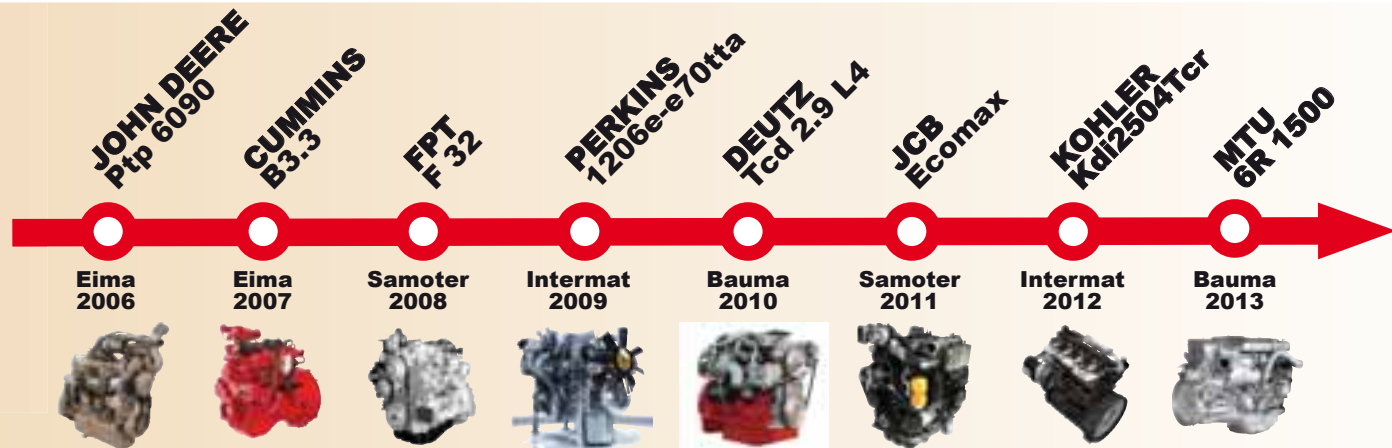 JOHN DEERE
Ptp 6090
CUMMINS
B3.3
FPT
F 32
PERKINS
1206e-e70tta
DEUTZ
Tcd 2.9 L4
JCB
Ecomax
KOHLER
Kdi2504Tcr
MTU
6R 1500
Eima
2006
Eima
2007
Samoter
2008
Intermat
2009
Bauma
2010
Samoter
2011
Intermat
2012
Bauma
2013